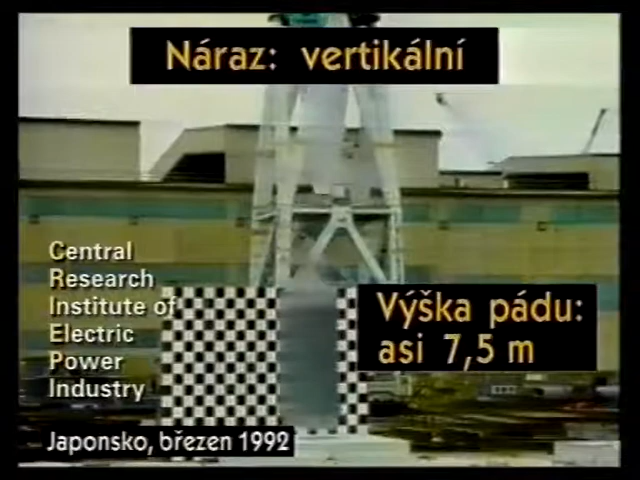 Náraz: vertikální
Central
Research
Institute of
Electric
Power
Industry
Výška pádu:
asi 7,5 m
Japonsko, březen 1992